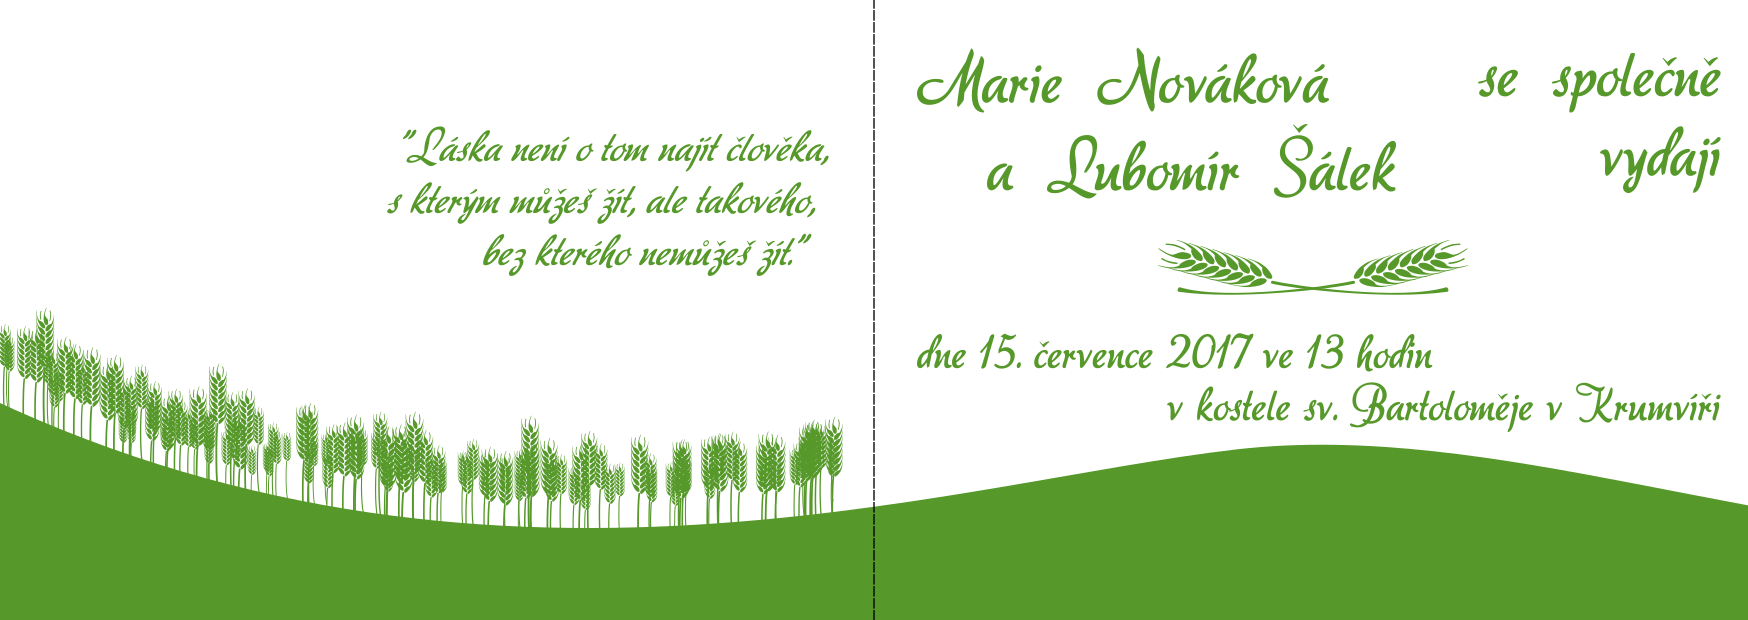 "Láska není o tom najít člověka,
s kterým můžeš žít, ale takového,
bez kterého nemůžeš žít."
Marie Nováková
a Lubomír Šálek
se společně
vydají
dne 15. července 2017 ve 13 hodin
v kostele sv. Bartoloměje v Krumvíři